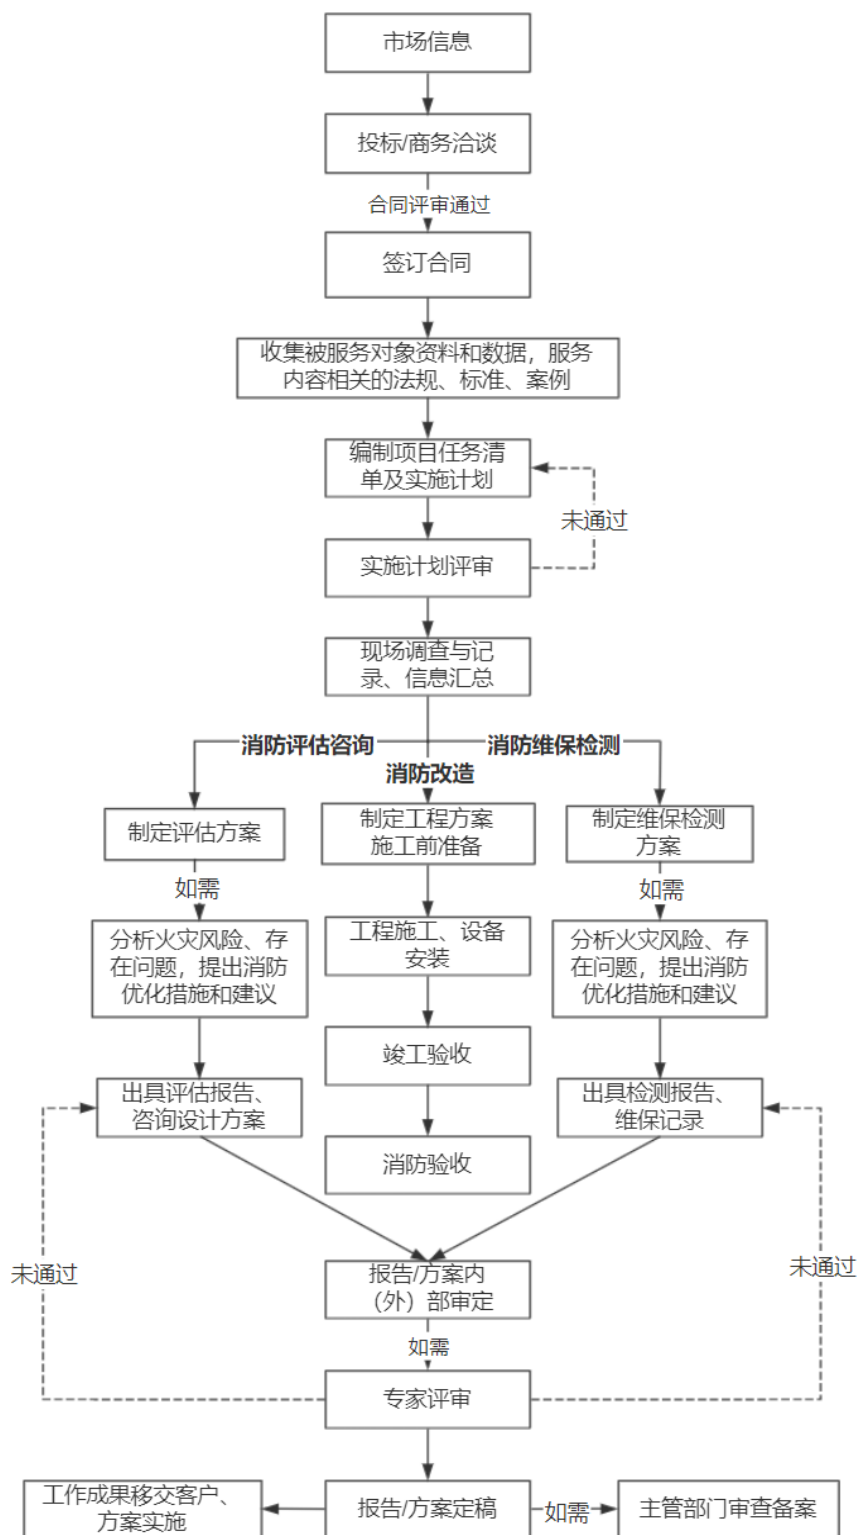 市场信息
投标/商务洽谈
合同评审通过
签订合同
收集被服务对象资料和数据，服务
内容相关的法规、标准、案例
编制项目任务清
单及实施计划
未通过
实施计划评审
现场调查与记
录、信息汇总
消防评估咨询
消防改造
消防维保检测
制定评估方案
制定工程方案
施工前准备
制定维保检测
方案
如需
如需
分析火灾风险、存
在问题，提出消防
优化措施和建议
工程施工、设备
安装
分析火灾风险、存
在问题，提出消防
优化措施和建议
竣工验收
出具评估报告、
咨询设计方案
出具检测报告、
维保记录
消防验收
未通过
报告/方案内
（外）部审定
未通过
如需
专家评审
工作成果移交客户、
方案实施
报告/方案定稿
如需
主管部门审查备案